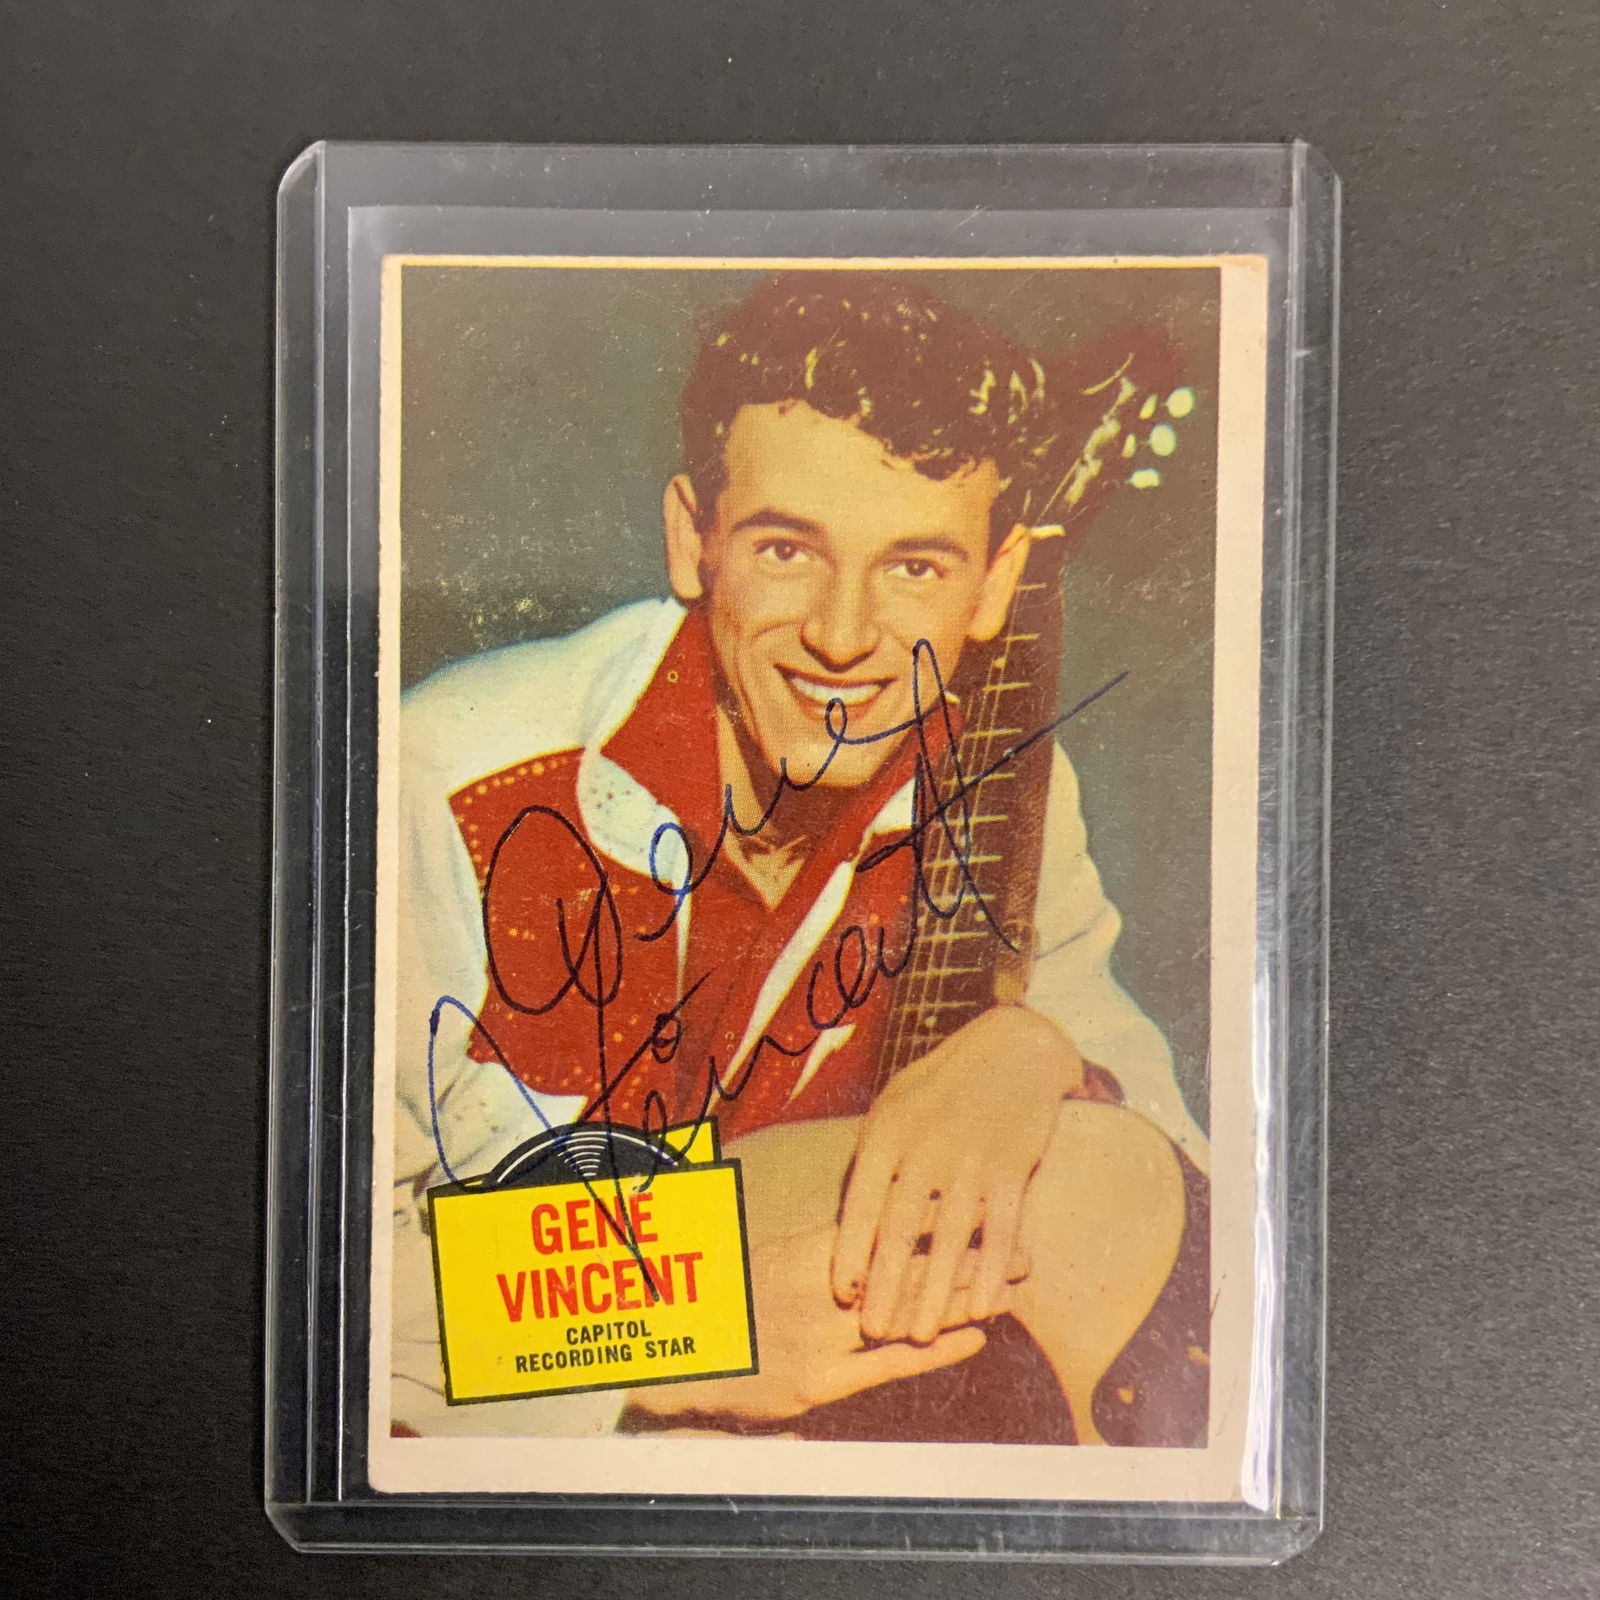 Gene
Vincent
GENE
VINCENT
CAPITOL
RECORDING STAR